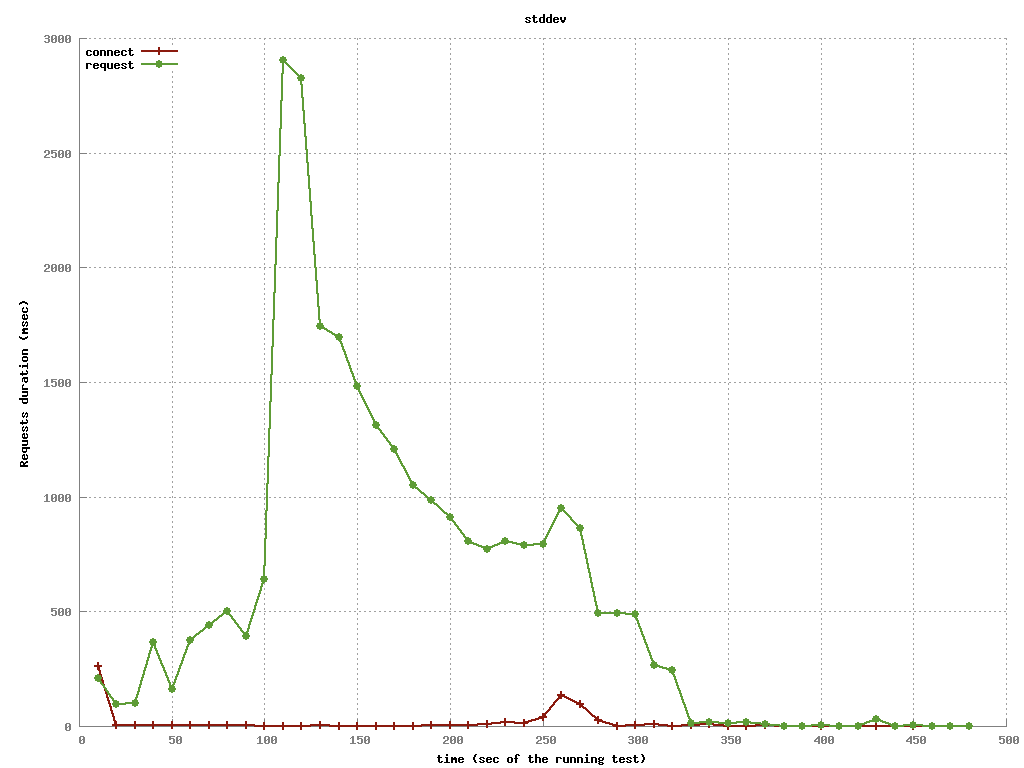 stddev
3000
connect
request
2500
2000
1500
1000
500
0
Requests duration (msec)
0 50 100 150 200 250 300 350 400 450 500
time (sec of the running test)